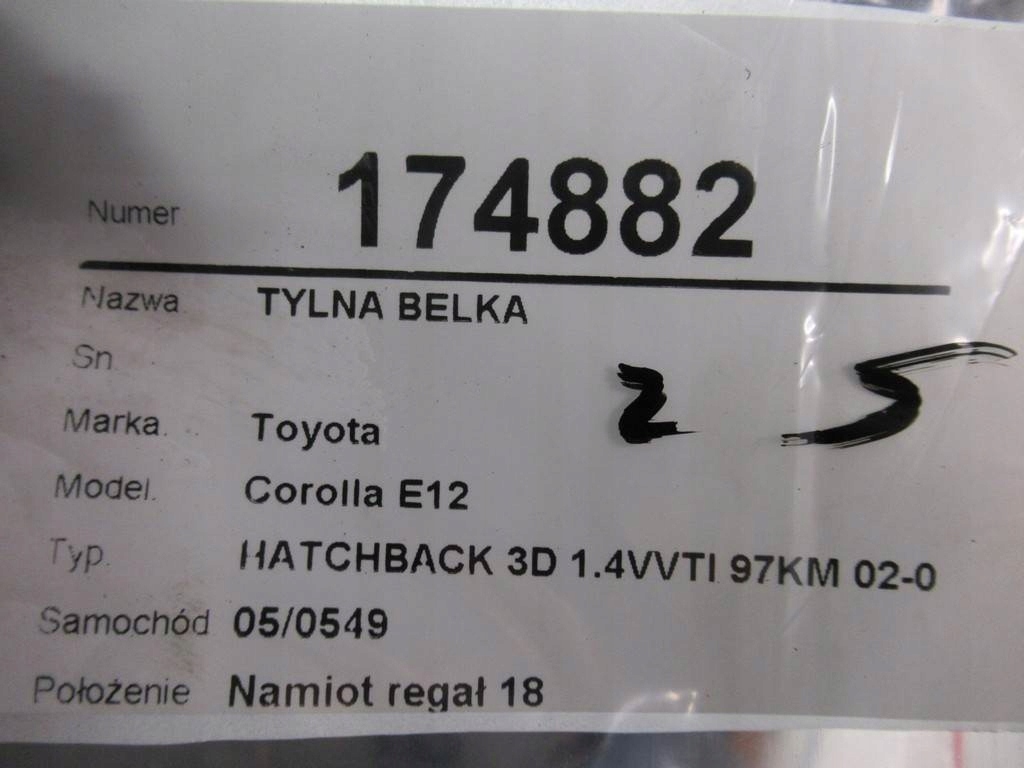 Numer 174882
Nazwa TYLNA BELKA
Sn
Marka. Toyota
2 5
Model. Corolla E12
Typ. HATCHBACK 3D 1.4VVTI 97KM 02-0
Samochód 05/0549
Położenie Namiot regał 18